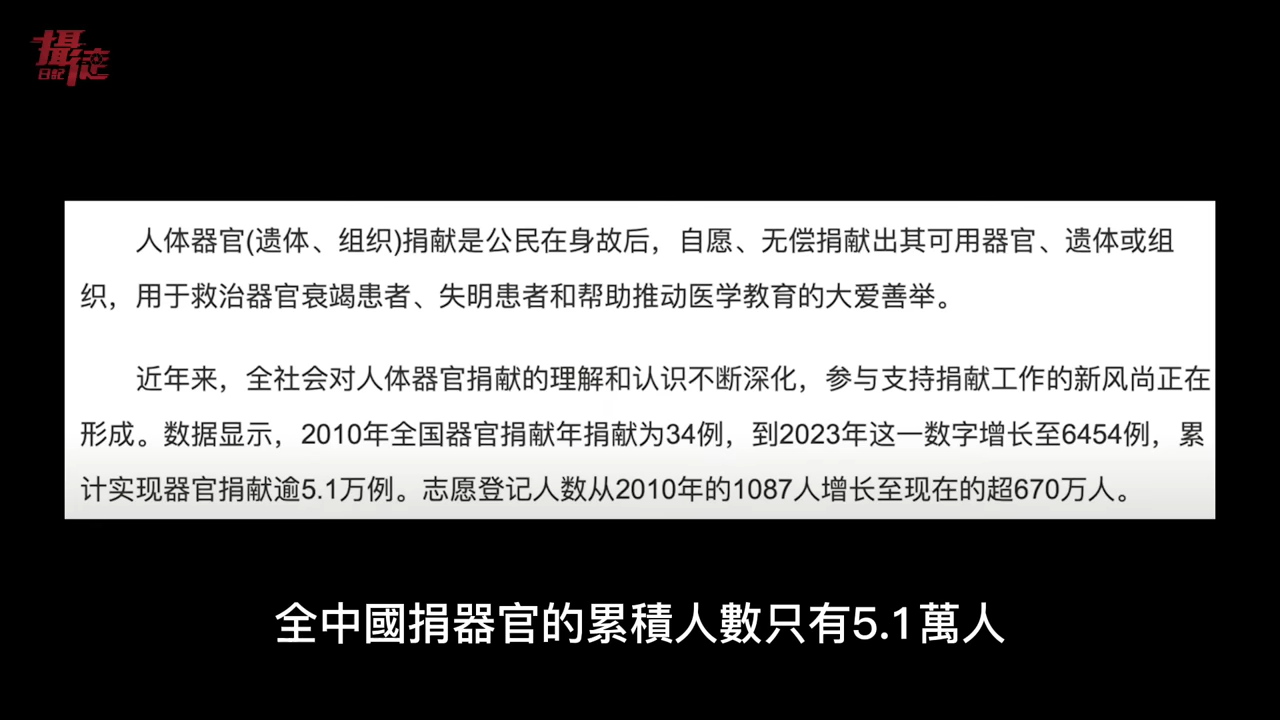 攝徒
日記
人体器官(遗体、组织)捐献是公民在身故后，自愿、无偿捐献出其可用器官、遗体或组
织，用于救治器官衰竭患者、失明患者和帮助推动医学教育的大爱善举。
近年来，全社会对人体器官捐献的理解和认识不断深化，参与支持捐献工作的新风尚正在
形成。数据显示，2010年全国器官捐献年捐献为34例，到2023年这一数字增长至6454例，累
计实现器官捐献逾5.1万例。志愿登记人数从2010年的1087人增长至现在的超670万人。
全中國捐器官的累積人數只有5.1萬人